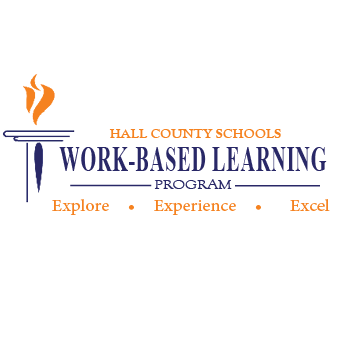 HALL COUNTY SCHOOLS
WORK-BASED LEARNING
PROGRAM
Explore • Experience • Excel